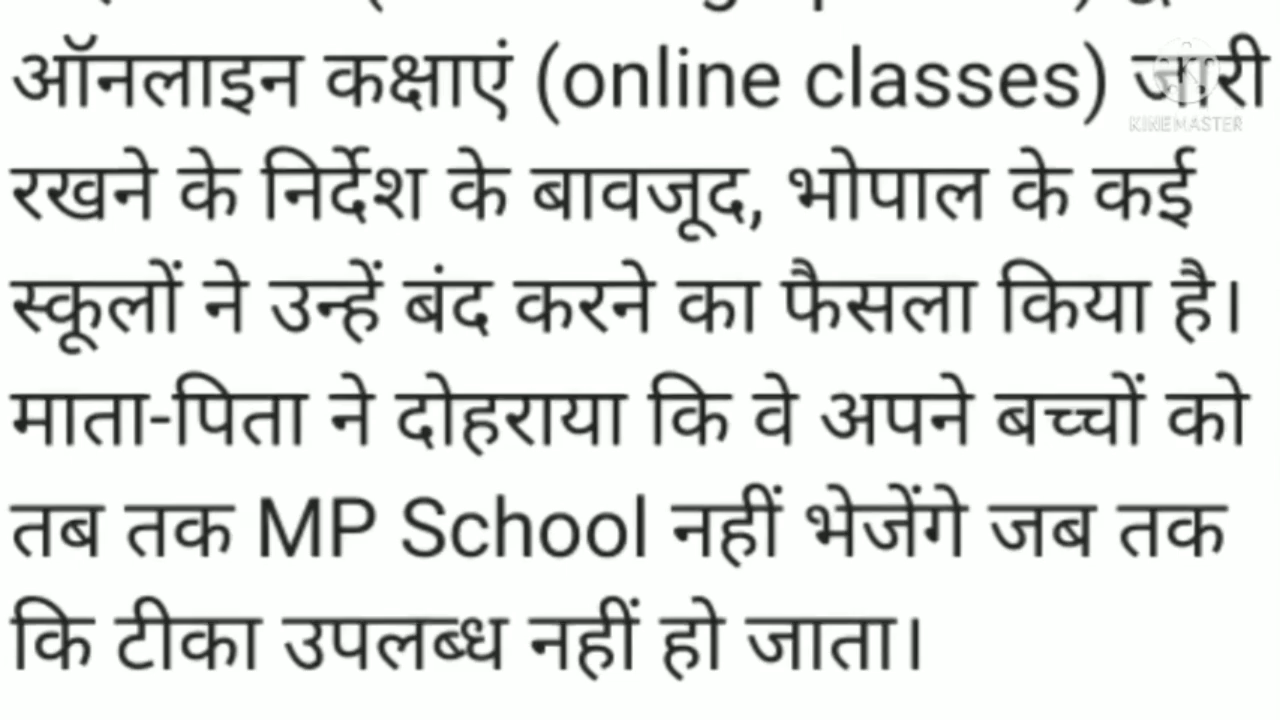 ऑनलाइन कक्षाएं (online classes) जारी
KINEMASTER
रखने के निर्देश के बावजूद, भोपाल के कई
स्कूलों ने उन्हें बंद करने का फैसला किया है।
माता-पिता ने दोहराया कि वे अपने बच्चों को
तब तक MP School नहीं भेजेंगे जब तक
कि टीका उपलब्ध नहीं हो जाता।